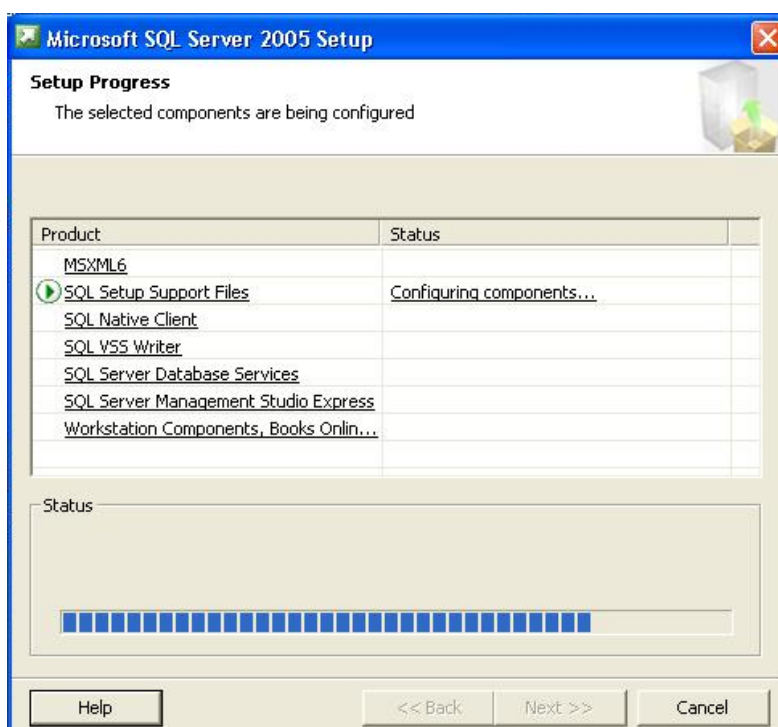 Microsoft SQL Server 2005 Setup
Setup Progress
The selected components are being configured
Product Status
MSXML6
SQL Setup Support Files Configuring components...
SQL Native Client
SQL VSS Writer
SQL Server Database Services
SQL Server Management Studio Express
Workstation Components, Books Onlin...
Status
Help << Back Next >> Cancel